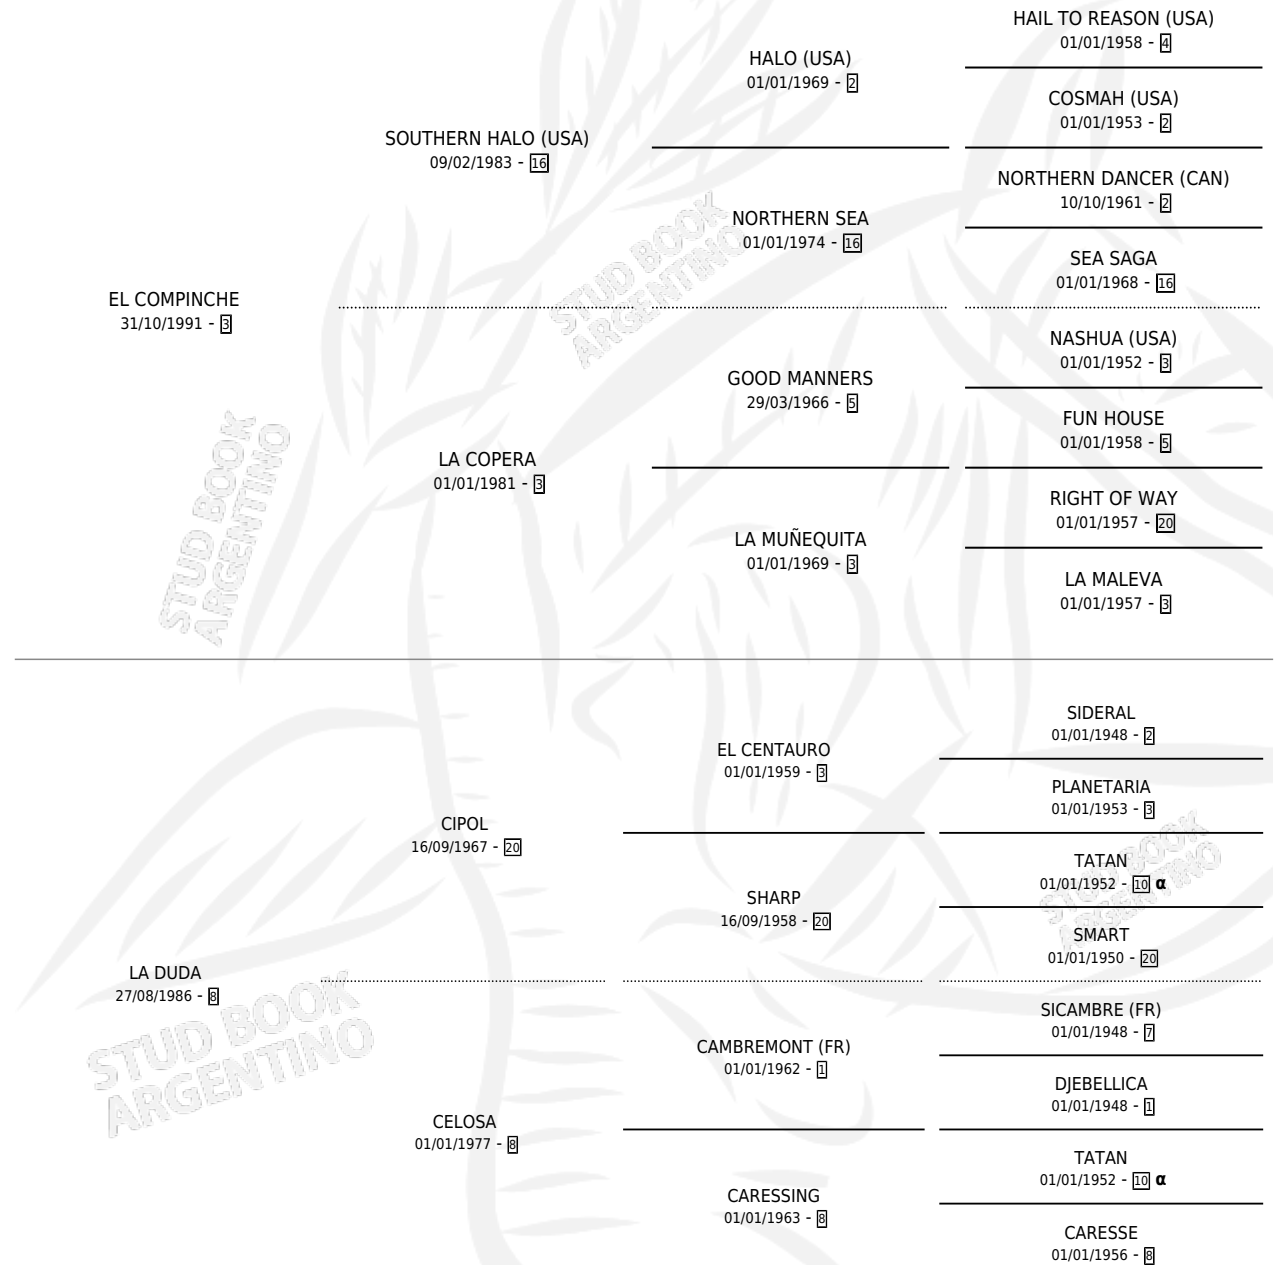 HAIL TO REASON (USA)
01/01/1958 - 4
HALO (USA)
01/01/1969 - 2
COSMAH (USA)
01/01/1953 - 2
SOUTHERN HALO (USA)
09/02/1983 - 16
NORTHERN DANCER (CAN)
10/10/1961 - 2
NORTHERN SEA
01/01/1974 - 16
SEA SAGA
01/01/1968 - 16
EL COMPINCHE
31/10/1991 - 3
NASHUA (USA)
01/01/1952 - 3
GOOD MANNERS
29/03/1966 - 5
FUN HOUSE
01/01/1958 - 5
LA COPERA
01/01/1981 - 3
RIGHT OF WAY
01/01/1957 - 20
LA MUÑEQUITA
01/01/1969 - 3
LA MALEVA
01/01/1957 - 3
SIDERAL
01/01/1948 - 2
EL CENTAURO
01/01/1959 - 3
PLANETARIA
01/01/1953 - 3
CIPOL
16/09/1967 - 20
TATAN
01/01/1952 - 10 α
SHARP
16/09/1958 - 20
SMART
01/01/1950 - 20
LA DUDA
27/08/1986 - 8
SICAMBRE (FR)
01/01/1948 - 7
CAMBREMONT (FR)
01/01/1962 - 1
DJEBELLICA
01/01/1948 - 1
CELOSA
01/01/1977 - 8
TATAN
01/01/1952 - 10 α
CARESSING
01/01/1963 - 8
CARESSE
01/01/1956 - 8
STUD BOOK
ARGENTINO
STUD BOOK
ARGENTINO
STUD BOOK
ARGENTINO
STUD BOOK
ARGENTINO